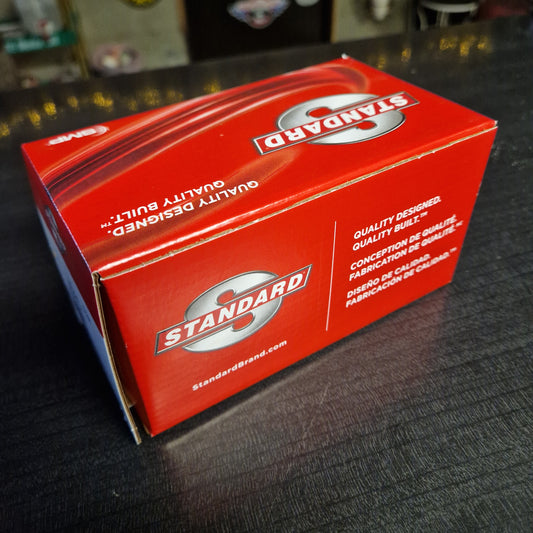 STANDARD
SMP
QUALITY DESIGNED.
QUALITY BUILT.™
STANDARD
StandardBrand.com
QUALITY DESIGNED.
QUALITY BUILT.™
CONCEPTION DE QUALITÉ.
FABRICATION DE QUALITÉ.™ᶜ
DISEÑO DE CALIDAD.
FABRICACIÓN DE CALIDAD.™